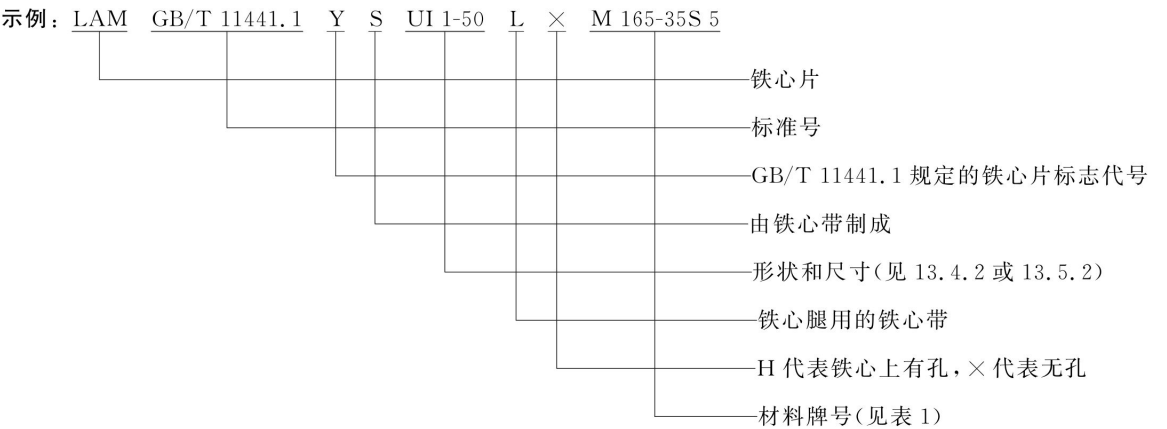 示例：LAM GB/T 11441.1 Y S UI 1-50 L × M 165-35S 5
铁心片
标准号
GB/T 11441.1 规定的铁心片标志代号
由铁心带制成
形状和尺寸(见 13.4.2 或 13.5.2)
铁心腿用的铁心带
H 代表铁心上有孔,× 代表无孔
材料牌号(见表 1)